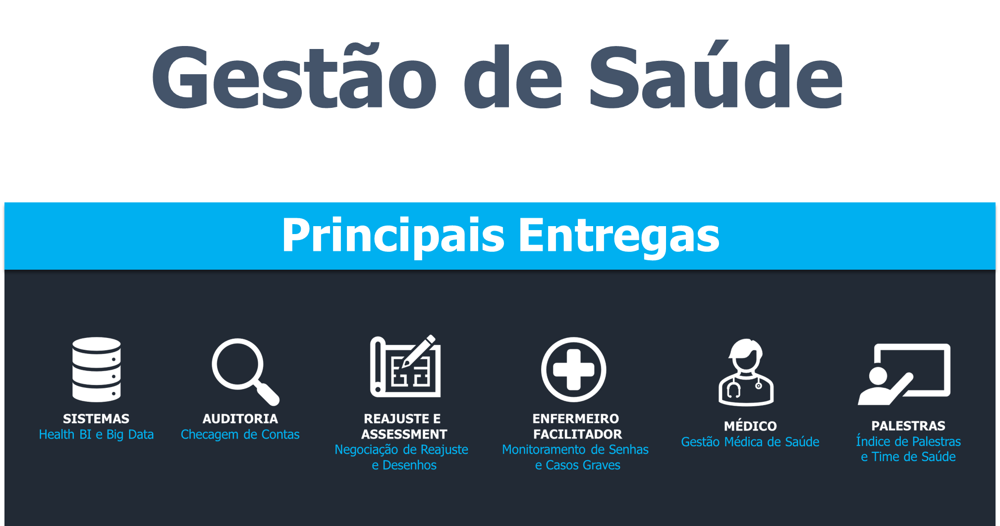 Gestão de Saúde
Principais Entregas
SISTEMAS
Health BI e Big Data
AUDITORIA
Checagem de Contas
REAJUSTE E
ASSESSMENT
Negociação de Reajuste
e Desenhos
ENFERMEIRO
FACILITADOR
Monitoramento de Senhas
e Casos Graves
MÉDICO
Gestão Médica de Saúde
PALESTRAS
Índice de Palestras
e Time de Saúde